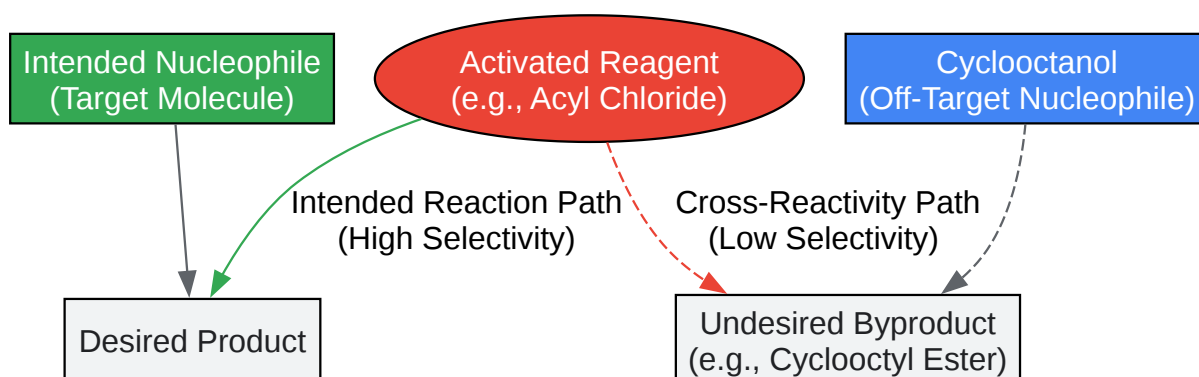 Intended Nucleophile
(Target Molecule)
Activated Reagent
(e.g., Acyl Chloride)
Cyclooctanol
(Off-Target Nucleophile)
Intended Reaction Path
(High Selectivity)
Cross-Reactivity Path
(Low Selectivity)
Desired Product
Undesired Byproduct
(e.g., Cyclooctyl Ester)